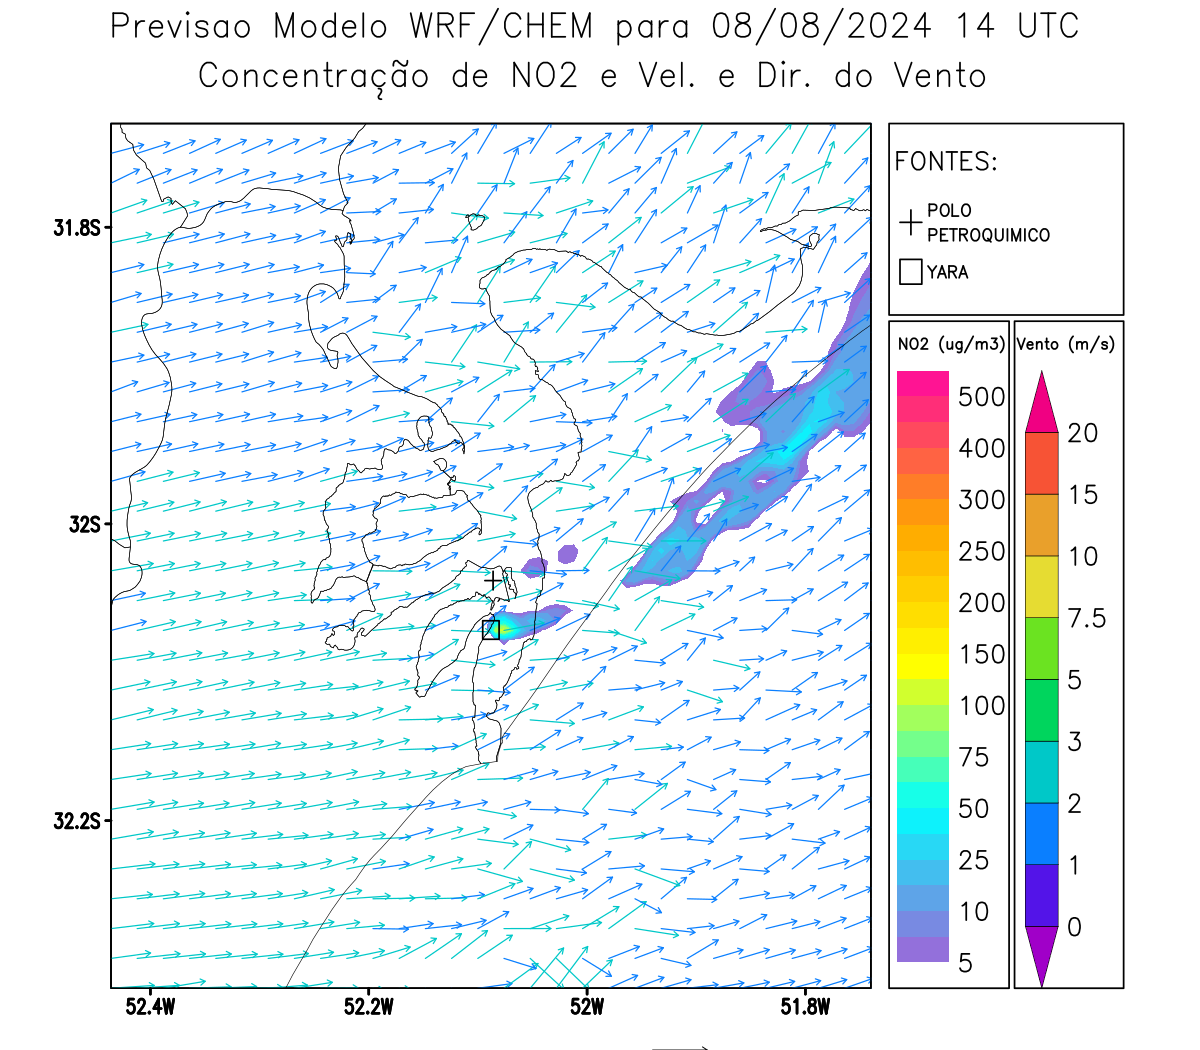 Previsao Modelo WRF/CHEM para 08/08/2024 14 UTC
Concentração de NO2 e Vel. e Dir. do Vento
FONTES:
POLO
PETROQUIMICO
YARA
31.8S
32S
32.2S
52.4W
52.2W
52W
51.8W
NO2 (ug/m3)
500
400
300
250
200
150
100
75
50
25
10
5
Vento (m/s)
20
15
10
7.5
5
3
2
1
0